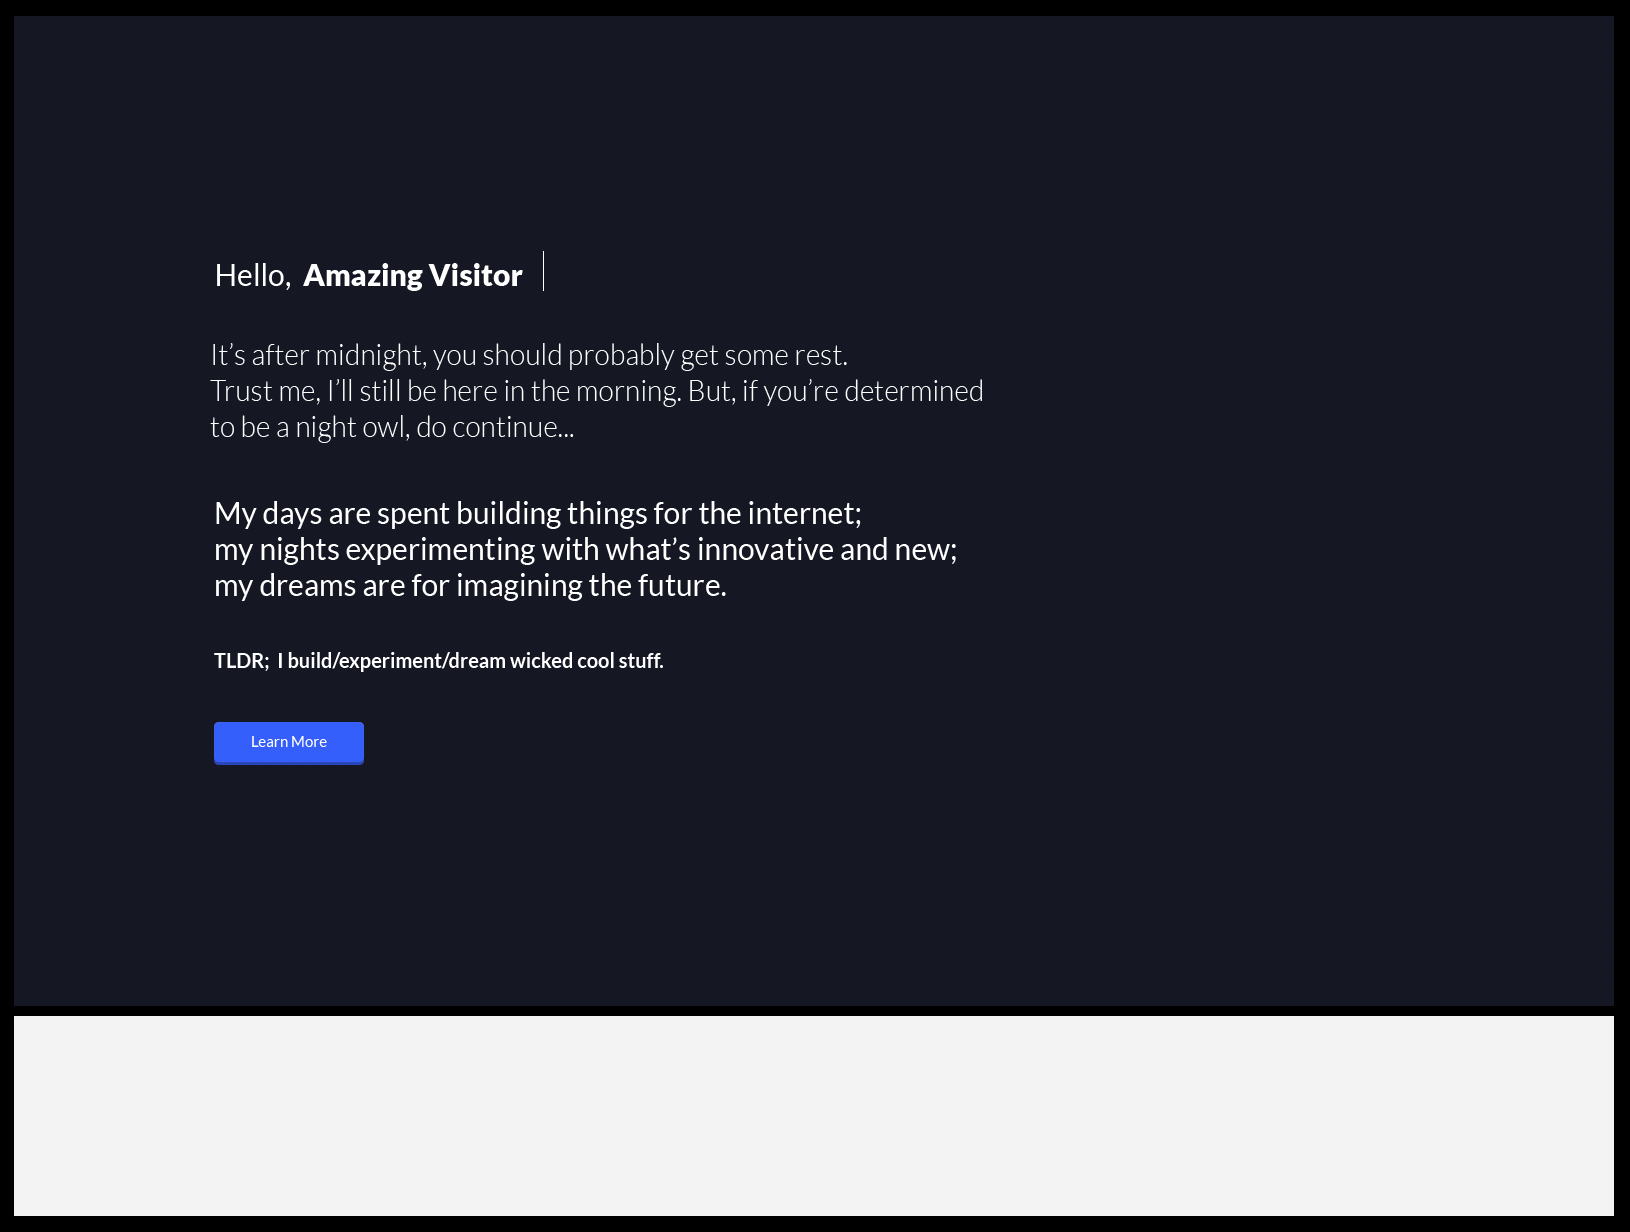 Hello, Amazing Visitor
It’s after midnight, you should probably get some rest.
Trust me, I’ll still be here in the morning. But, if you’re determined
to be a night owl, do continue...
My days are spent building things for the internet;
my nights experimenting with what’s innovative and new;
my dreams are for imagining the future.
TLDR; I build/experiment/dream wicked cool stuff.
Learn More